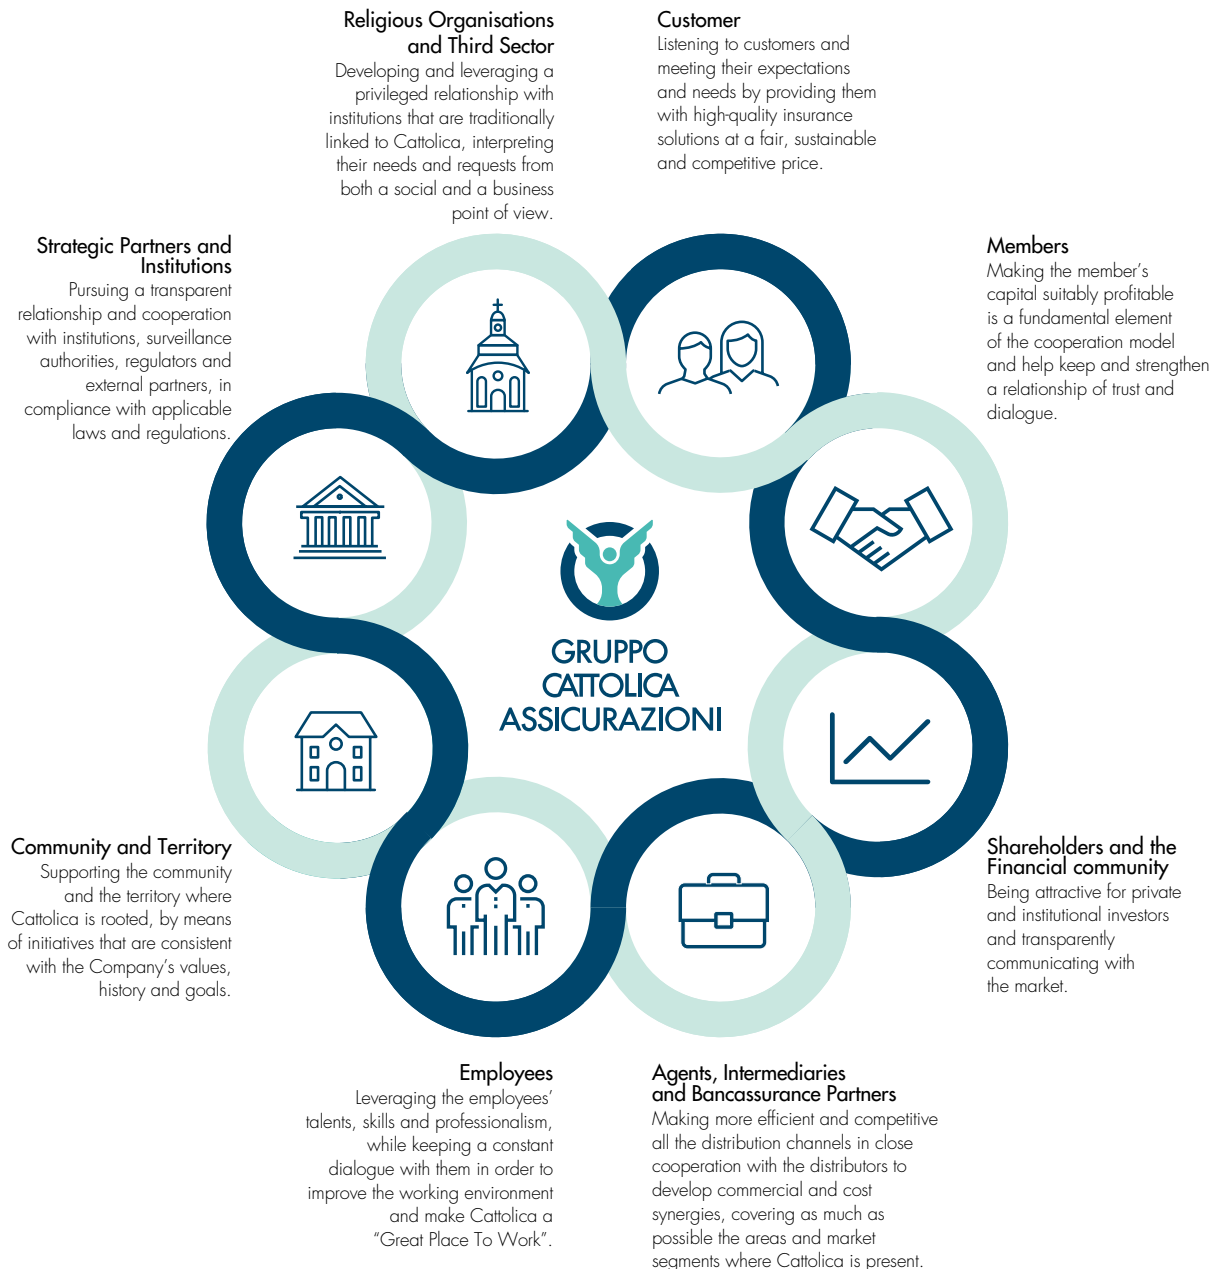 Religious Organisations
and Third Sector
Developing and leveraging a
privileged relationship with
institutions that are traditionally
linked to Cattolica, interpreting
their needs and requests from
both a social and a business
point of view.
Customer
Listening to customers and
meeting their expectations
and needs by providing them
with high-quality insurance
solutions at a fair, sustainable
and competitive price.
Strategic Partners and
Institutions
Pursuing a transparent
relationship and cooperation
with institutions, surveillance
authorities, regulators and
external partners, in
compliance with applicable
laws and regulations.
Members
Making the member's
capital suitably profitable
is a fundamental element
of the cooperation model
and help keep and strengthen
a relationship of trust and
dialogue.
GRUPPO
CATTOLICA
ASSICURAZIONI
Community and Territory
Supporting the community
and the territory where
Cattolica is rooted, by means
of initiatives that are consistent
with the Company's values,
history and goals.
Shareholders and the
Financial community
Being attractive for private
and institutional investors
and transparently
communicating with
the market.
Employees
Leveraging the employees'
talents, skills and professionalism,
while keeping a constant
dialogue with them in order to
improve the working environment
and make Cattolica a
"Great Place To Work".
Agents, Intermediaries
and Bancassurance Partners
Making more efficient and competitive
all the distribution channels in close
cooperation with the distributors to
develop commercial and cost
synergies, covering as much as
possible the areas and market
segments where Cattolica is present.